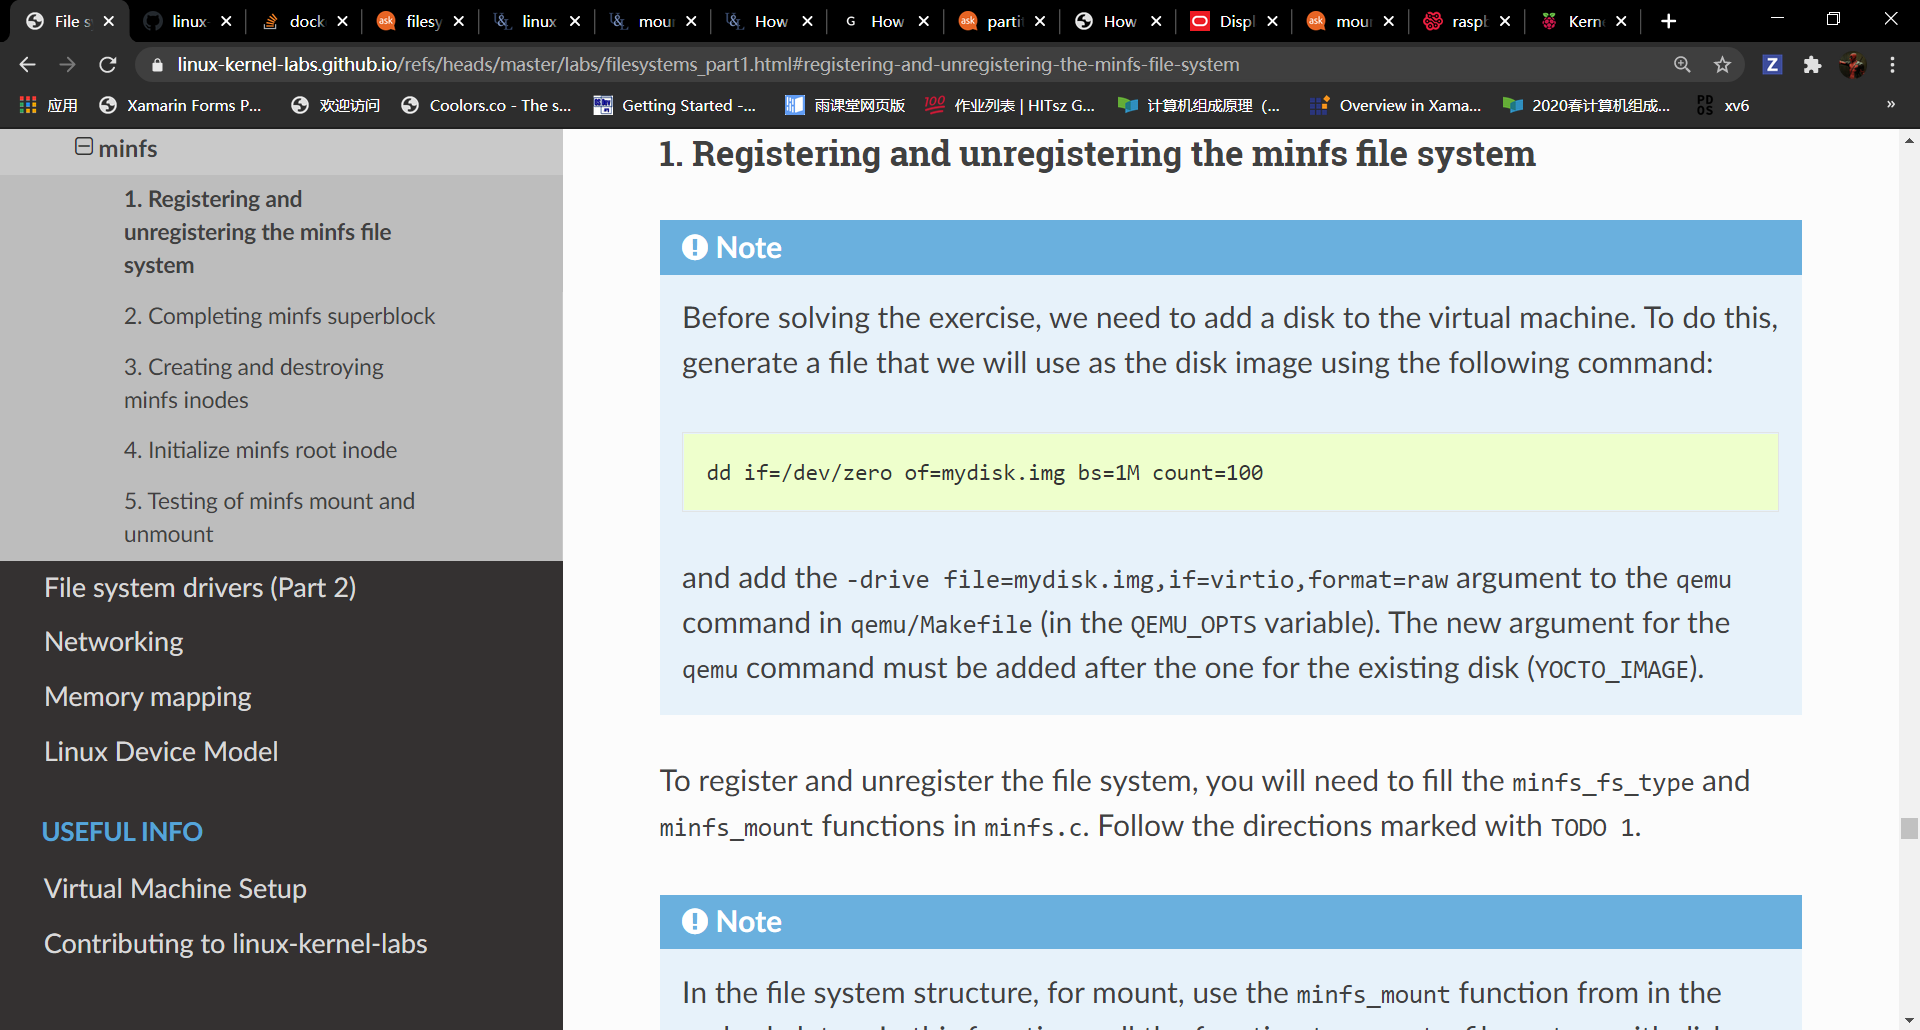 File s
linux-
dock
filesy
linux
mour
How
How
parti
How
Displ
mour
raspb
Kern
linux-kernel-labs.github.io/refs/heads/master/labs/filesystems_part1.html#registering-and-unregistering-the-minfs-file-system
应用
Xamarin Forms P...
欢迎访问
Coolors.co - The s...
Getting Started -...
雨课堂网页版
作业列表 | HITsz G...
计算机组成原理（...
Overview in Xama...
2020春计算机组成...
xv6
»
minfs
1. Registering and
unregistering the minfs file
system
2. Completing minfs superblock
3. Creating and destroying
minfs inodes
4. Initialize minfs root inode
5. Testing of minfs mount and
unmount
File system drivers (Part 2)
Networking
Memory mapping
Linux Device Model
USEFUL INFO
Virtual Machine Setup
Contributing to linux-kernel-labs
1. Registering and unregistering the minfs file system
Note
Before solving the exercise, we need to add a disk to the virtual machine. To do this,
generate a file that we will use as the disk image using the following command:
dd if=/dev/zero of=mydisk.img bs=1M count=100
and add the -drive file=mydisk.img,if=virtio,format=raw argument to the qemu
command in qemu/Makefile (in the QEMU_OPTS variable). The new argument for the
qemu command must be added after the one for the existing disk (YOCTO_IMAGE).
To register and unregister the file system, you will need to fill the minfs_fs_type and
minfs_mount functions in minfs.c. Follow the directions marked with TODO 1.
Note
In the file system structure, for mount, use the minfs_mount function from in the